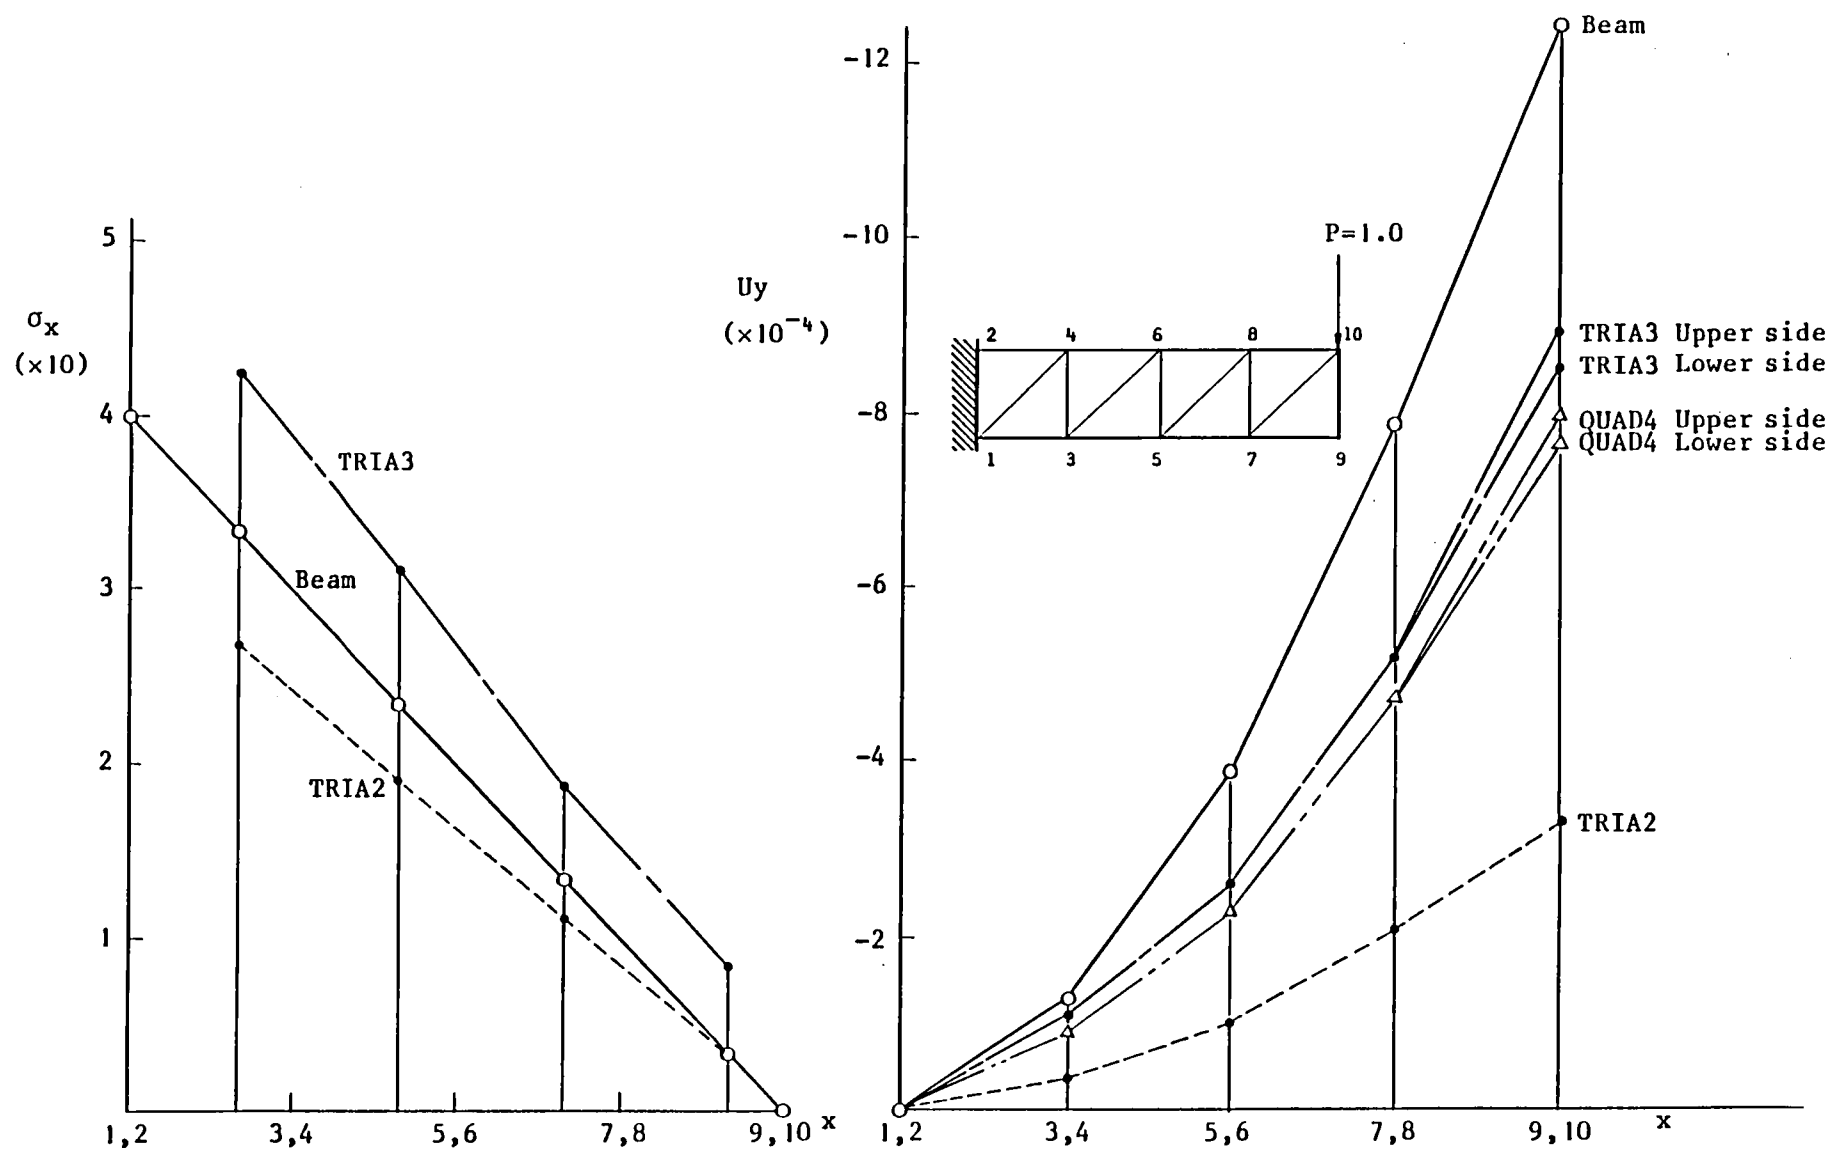 5
σx
(×10)
4
3
2
1
TRIA3
Beam
TRIA2
1,2
3,4
5,6
7,8
9,10
x
Uy
(×10⁻⁴)
-12
-10
-8
-6
-4
-2
P=1.0
2
4
6
8
10
1
3
5
7
9
Beam
TRIA3 Upper side
TRIA3 Lower side
QUAD4 Upper side
QUAD4 Lower side
TRIA2
1,2
3,4
5,6
7,8
9,10
x